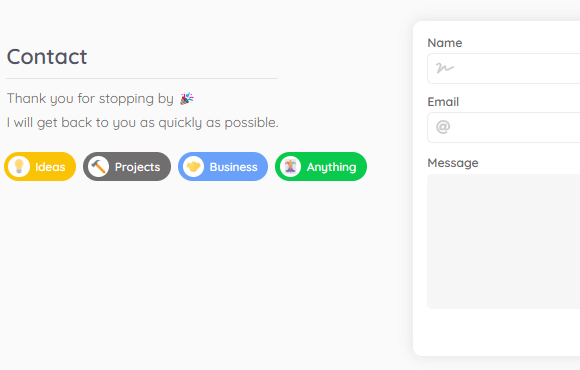 Contact
Thank you for stopping by 🎉
I will get back to you as quickly as possible.
Ideas
Projects
Business
Anything
Name
Email
@
Message